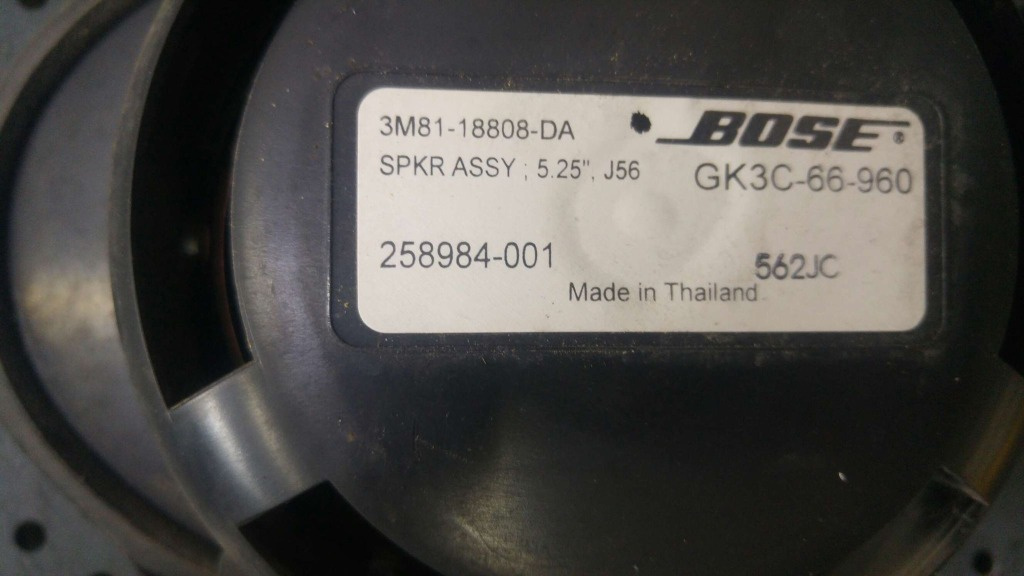 3M81-18808-DA
BOSE®
SPKR ASSY ; 5.25", J56
GK3C-66-960
258984-001
562JC
Made in Thailand